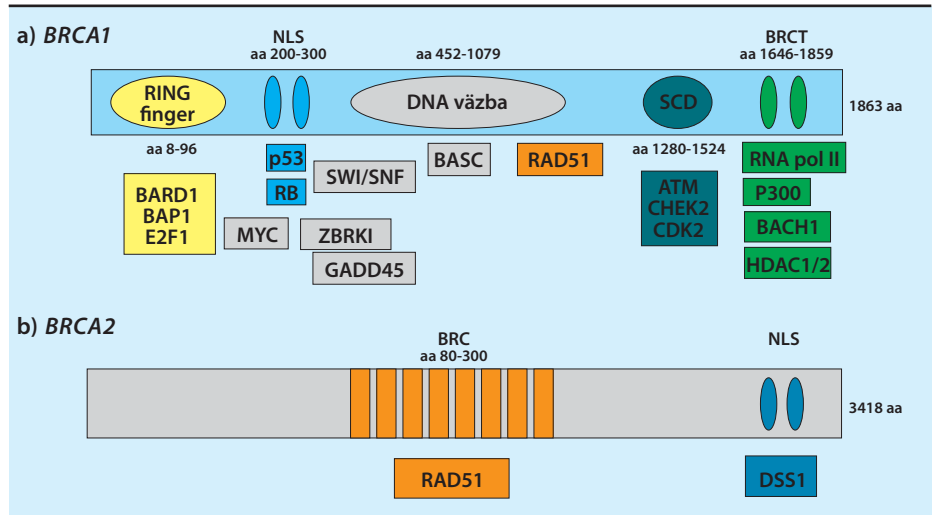 a) BRCA1
NLS
aa 200-300
aa 452-1079
BRCT
aa 1646-1859
RING
finger
DNA väzba
SCD
1863 aa
aa 8-96
p53
RB
SWI/SNF
BASC
RAD51
aa 1280-1524
RNA pol II
BARD1
BAP1
E2F1
MYC
ZBRKI
GADD45
ATM
CHEK2
CDK2
P300
BACH1
HDAC1/2
b) BRCA2
BRC
aa 80-300
NLS
3418 aa
RAD51
DSS1